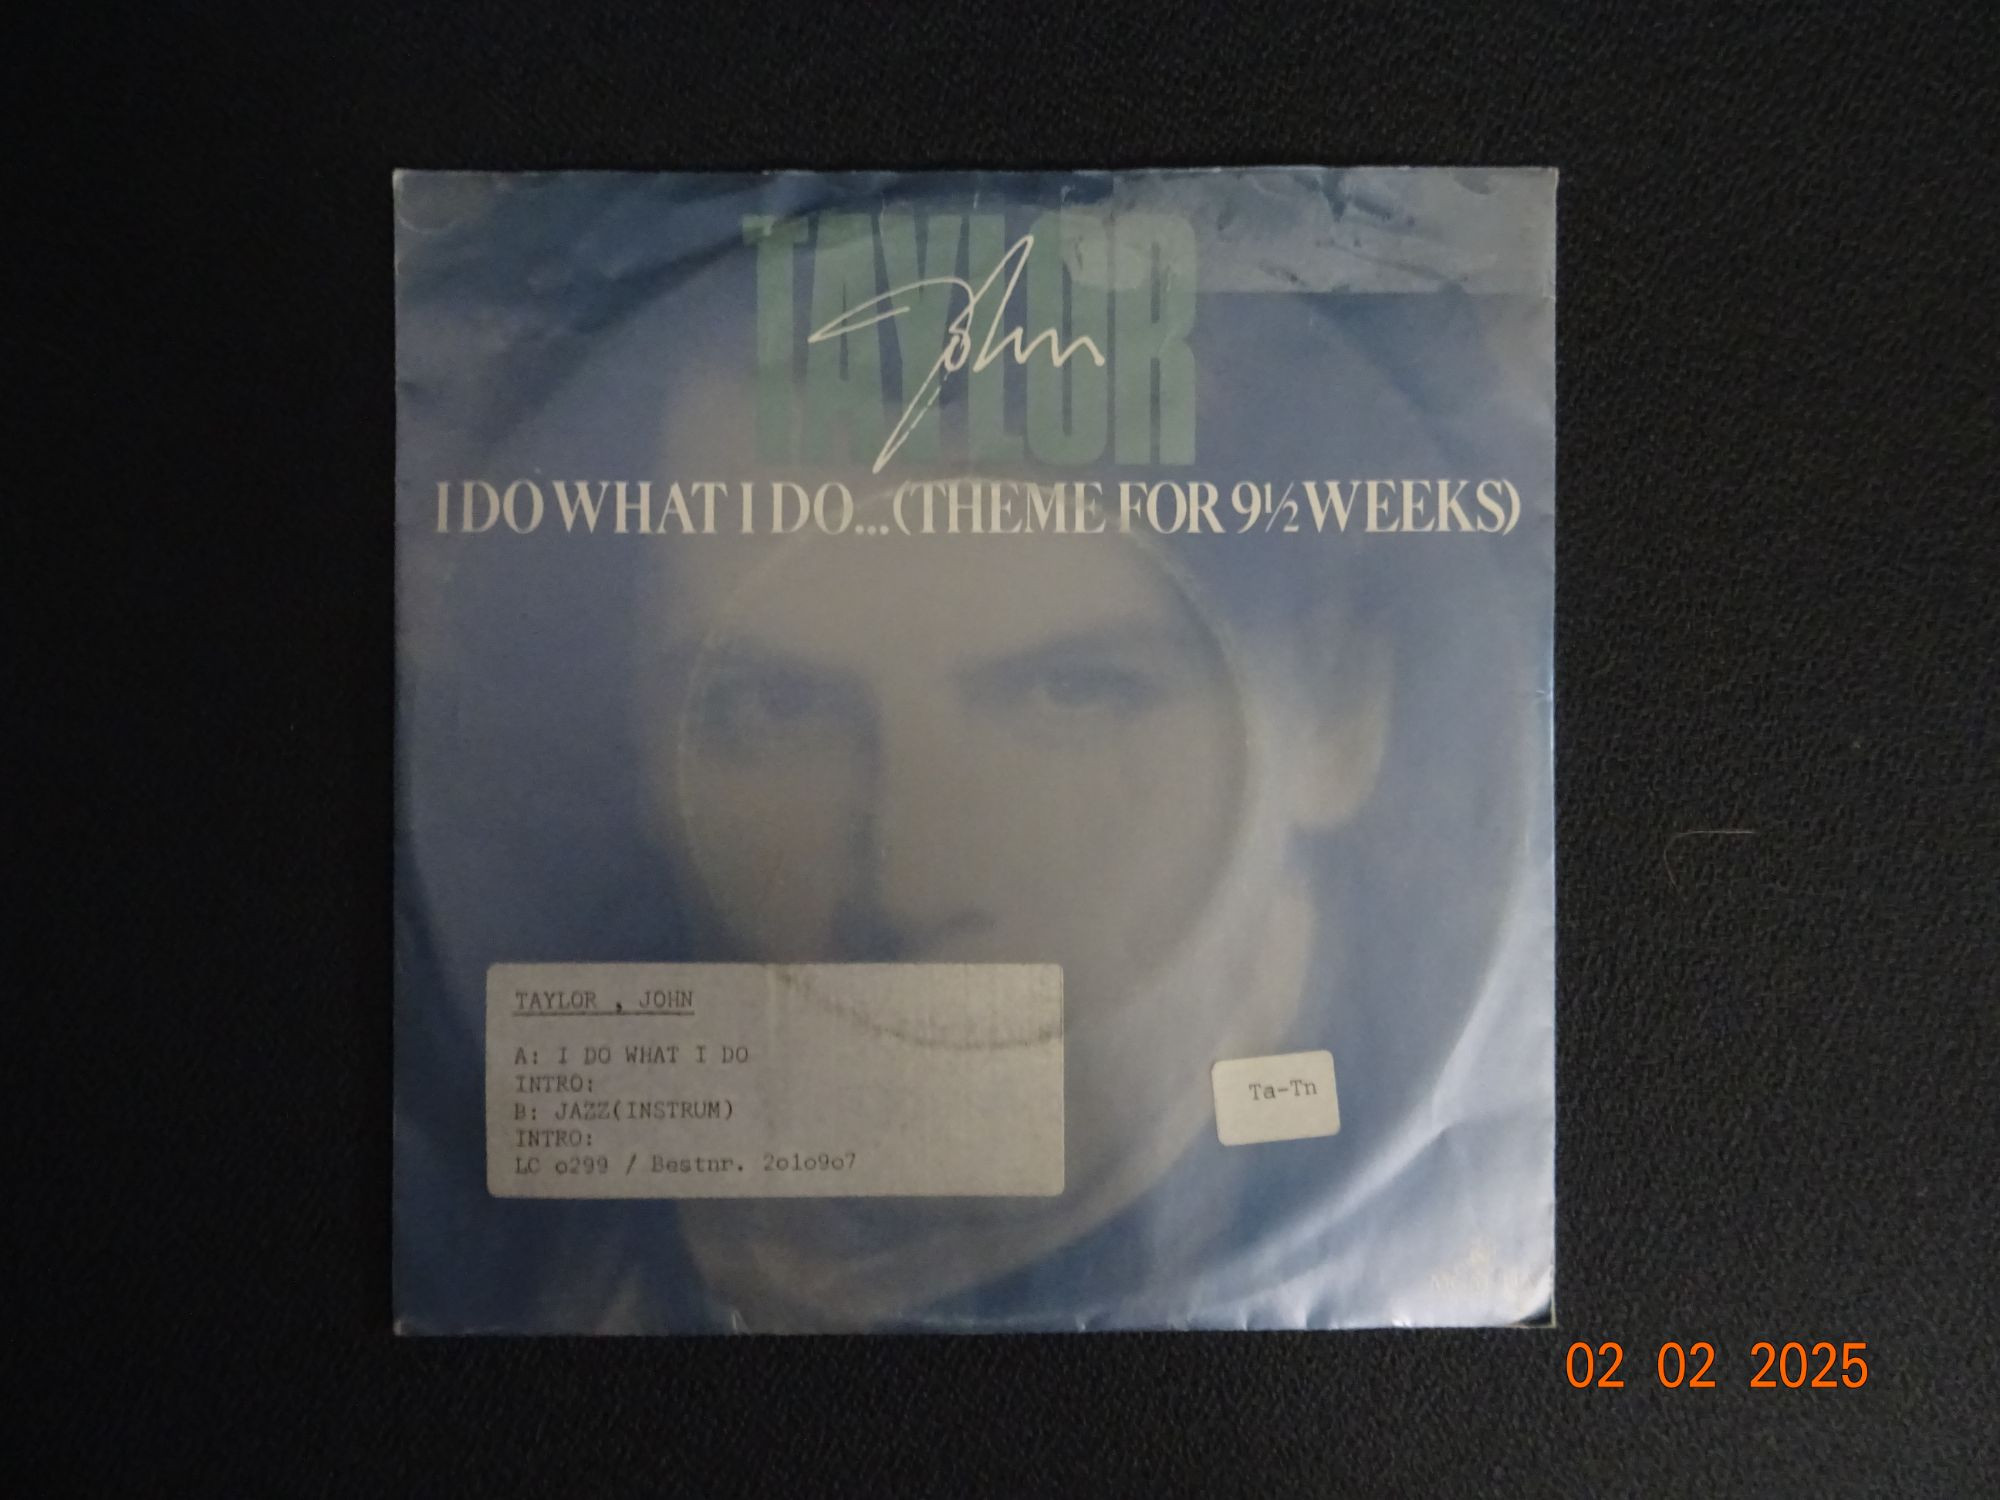 TAYLOR
John
I DO WHAT I DO...(THEME FOR 9½ WEEKS)
TAYLOR , JOHN
A: I DO WHAT I DO
INTRO:
B: JAZZ(INSTRUM)
INTRO:
LC o299 / Bestnr. 2o1o9o7
Ta-Tn
02 02 2025